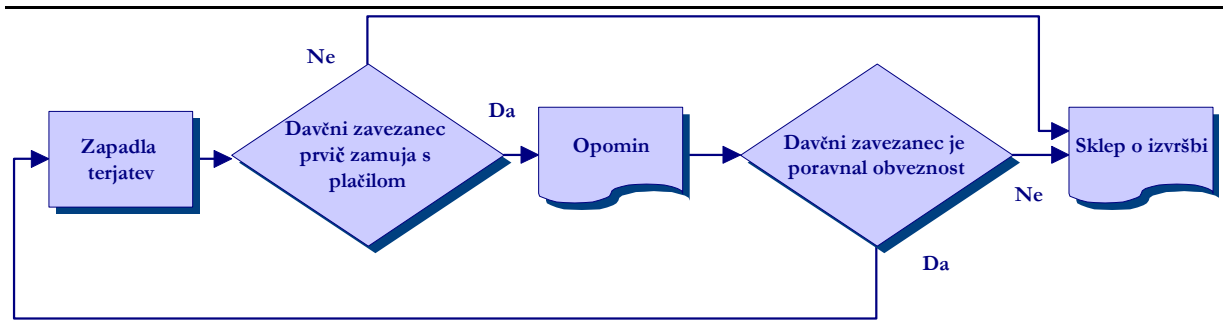 Ne
Zapadla
terjatev
Davčni zavezanec
prvič zamuja s
plačilom
Da
Opomin
Davčni zavezanec je
poravnal obveznost
Ne
Da
Sklep o izvršbi